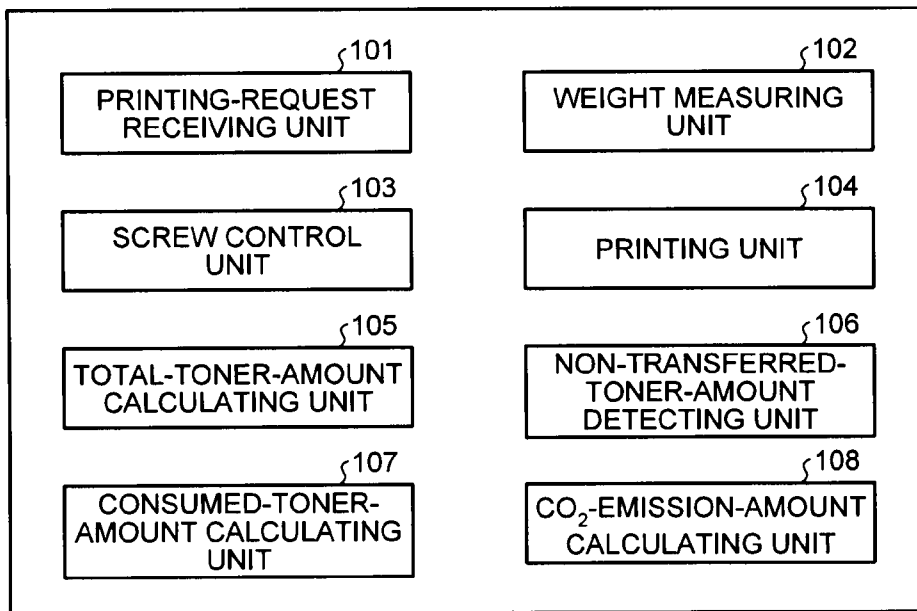 101
PRINTING-REQUEST
RECEIVING UNIT
102
WEIGHT MEASURING
UNIT
103
SCREW CONTROL
UNIT
104
PRINTING UNIT
105
TOTAL-TONER-AMOUNT
CALCULATING UNIT
106
NON-TRANSFERRED-
TONER-AMOUNT
DETECTING UNIT
107
CONSUMED-TONER-
AMOUNT CALCULATING
UNIT
108
CO₂-EMISSION-AMOUNT
CALCULATING UNIT